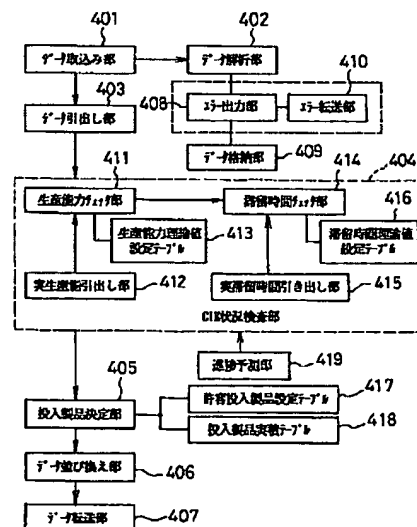 401
402
データ取込み部
データ解析部
410
403
408
データ引出し部
エラー出力部
エラー転送部
データ格納部
409
411
414
404
生産能力チェック部
滞留時間チェック部
416
生産能力理論値
設定テーブル
413
滞留時間理論値
設定テーブル
実生産能引出し部
412
実滞留時間引き出し部
415
CIM状況検査部
進捗予測部
419
405
417
投入製品決定部
許容投入製品設定テーブル
投入製品実積テーブル
418
データ並び換え部
406
データ転送部
407